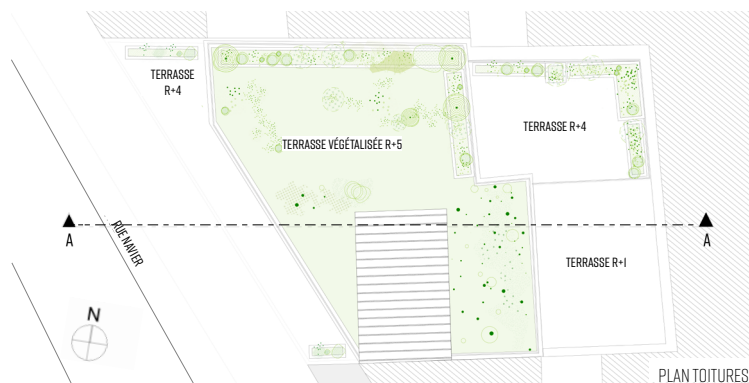 TERRASSE
R+4
TERRASSE VÉGÉTALISÉE R+5
TERRASSE R+4
A
RUE NAVIER
A
TERRASSE R+1
N
PLAN TOITURES